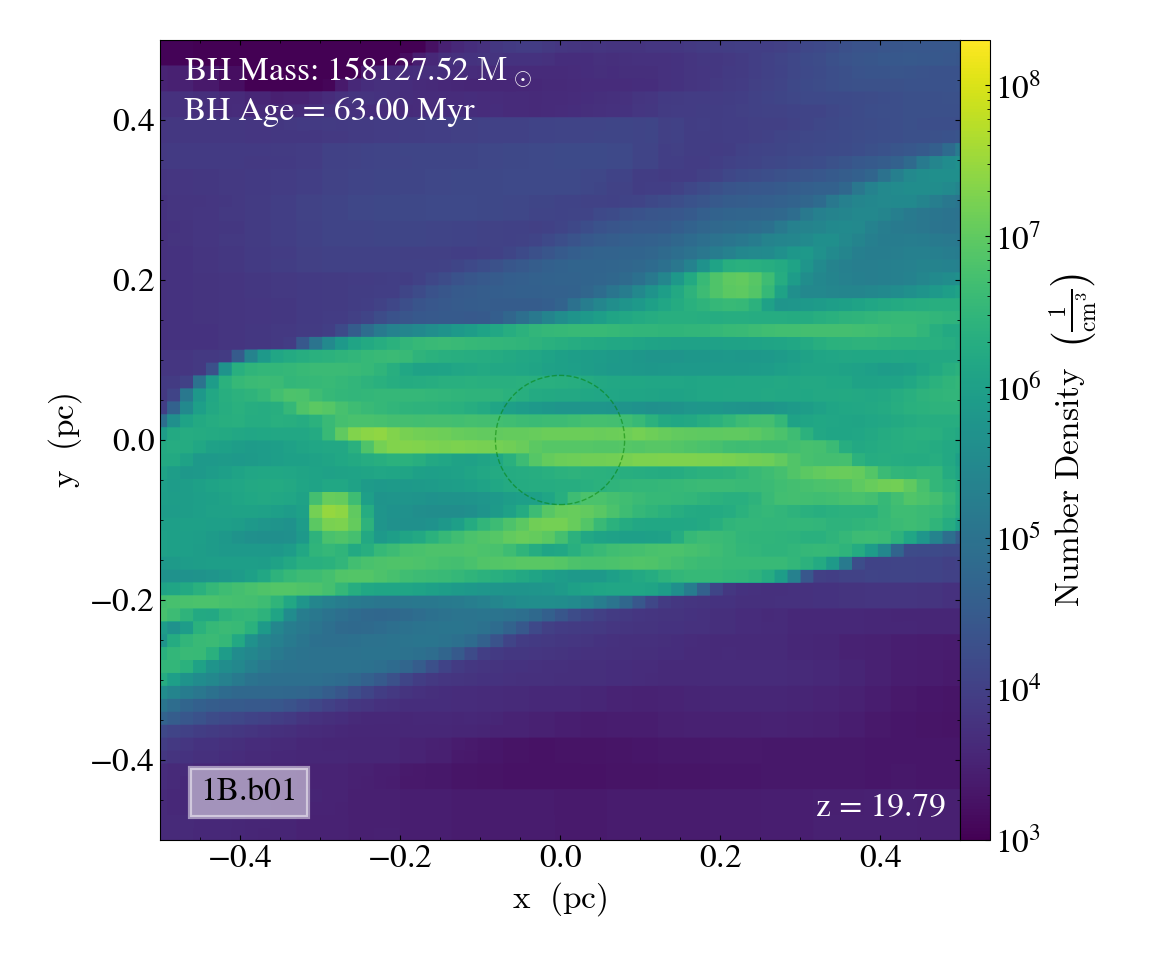 BH Mass: 158127.52 M⊙
BH Age = 63.00 Myr
0.4
0.2
0.0
−0.2
−0.4
y (pc)
1B.b01
z = 19.79
−0.4 −0.2 0.0 0.2 0.4
x (pc)
10⁸
10⁷
10⁶
10⁵
10⁴
10³
Number Density (1/cm³)